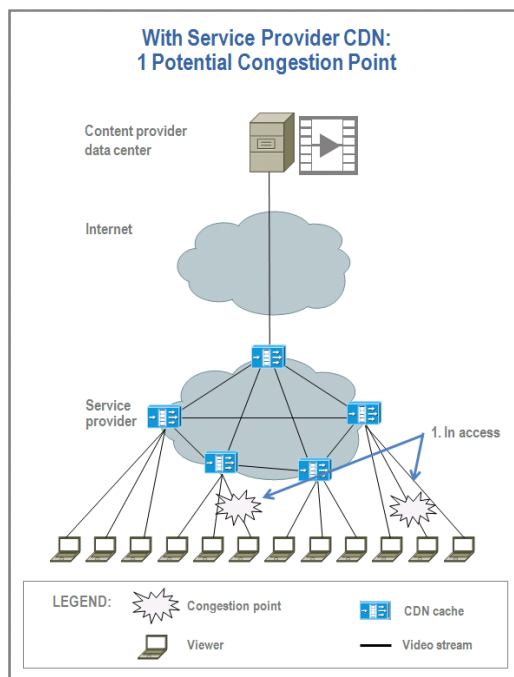 With Service Provider CDN:
1 Potential Congestion Point
Content provider
data center
Internet
Service
provider
1. In access
LEGEND:
Congestion point
CDN cache
Viewer
Video stream